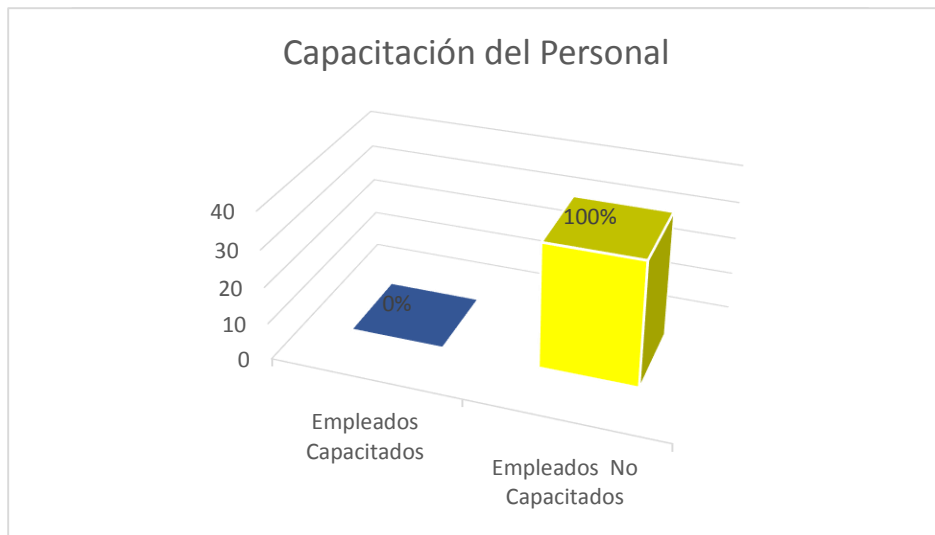 Capacitación del Personal
40
30
20
10
0
0%
100%
Empleados
Capacitados
Empleados No
Capacitados